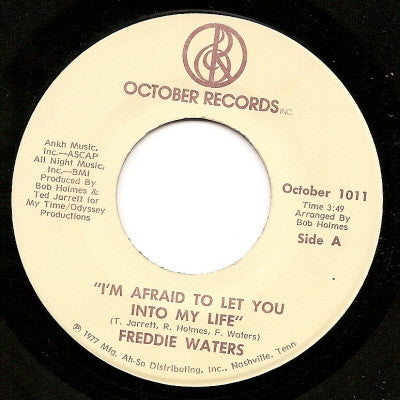 OCTOBER RECORDS INC.
Ankh Music,
Inc.—ASCAP
All Night Music,
Inc.—BMI
Produced By
Bob Holmes &
Ted Jarrett for
My Time/Odyssey
Productions
October 1011
Time 3:49
Arranged By
Bob Holmes
Side A
"I'M AFRAID TO LET YOU
INTO MY LIFE"
(T. Jarrett, R. Holmes, F. Waters)
FREDDIE WATERS
℗ 1977 Mfg. Ah-So Distributing, Inc., Nashville, Tenn